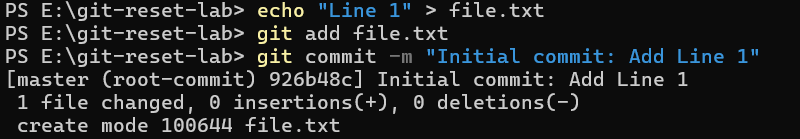 PS E:\git-reset-lab> echo "Line 1" > file.txt
PS E:\git-reset-lab> git add file.txt
PS E:\git-reset-lab> git commit -m "Initial commit: Add Line 1"
[master (root-commit) 926b48c] Initial commit: Add Line 1
 1 file changed, 0 insertions(+), 0 deletions(-)
 create mode 100644 file.txt